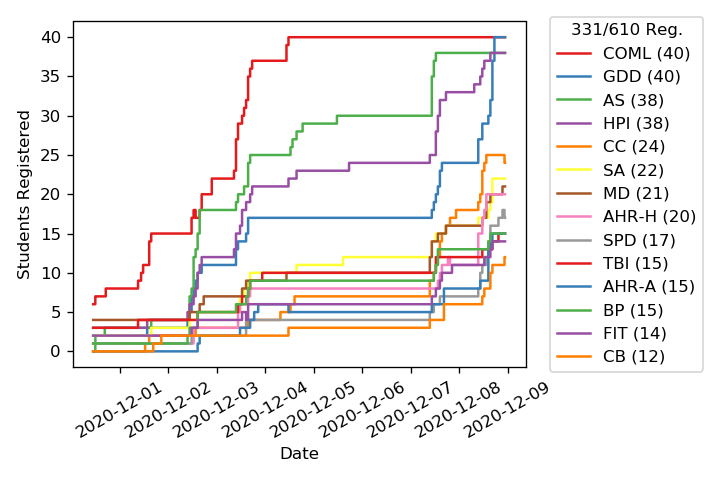 331/610 Reg.
COML (40)
GDD (40)
AS (38)
HPI (38)
CC (24)
SA (22)
MD (21)
AHR-H (20)
SPD (17)
TBI (15)
AHR-A (15)
BP (15)
FIT (14)
CB (12)
Students Registered
40
35
30
25
20
15
10
5
0
2020-12-01
2020-12-02
2020-12-03
2020-12-04
2020-12-05
2020-12-06
2020-12-07
2020-12-08
2020-12-09
Date